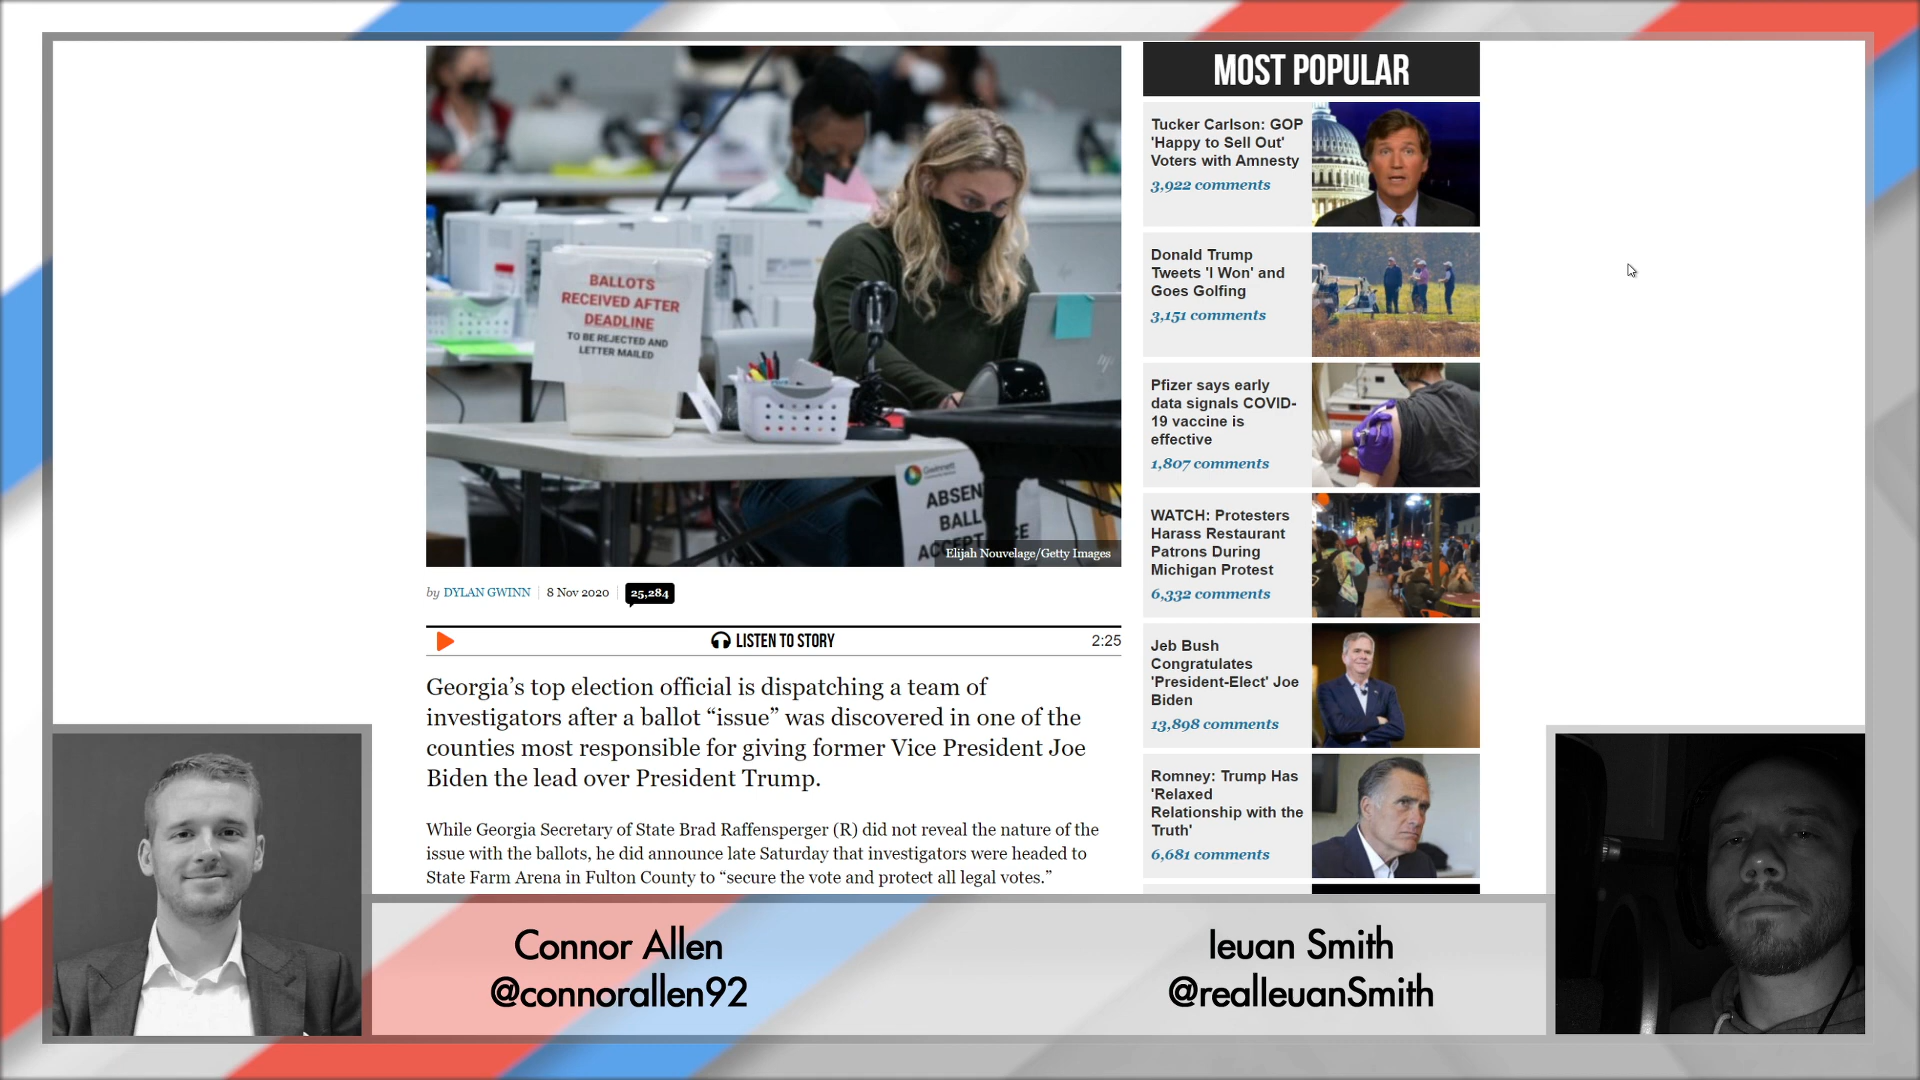 BALLOTS
RECEIVED AFTER
DEADLINE
TO BE REJECTED AND
LETTER MAILED
hp
Gwinnett
ABSEN
BALL
ACCEPT CE
Elijah Nouvelage/Getty Images
by DYLAN GWINN 8 Nov 2020 25,284
LISTEN TO STORY 2:25
Georgia’s top election official is dispatching a team of
investigators after a ballot “issue” was discovered in one of the
counties most responsible for giving former Vice President Joe
Biden the lead over President Trump.
While Georgia Secretary of State Brad Raffensperger (R) did not reveal the nature of the
issue with the ballots, he did announce late Saturday that investigators were headed to
State Farm Arena in Fulton County to “secure the vote and protect all legal votes.”
MOST POPULAR
Tucker Carlson: GOP
'Happy to Sell Out'
Voters with Amnesty
3,922 comments
Donald Trump
Tweets 'I Won' and
Goes Golfing
3,151 comments
Pfizer says early
data signals COVID-
19 vaccine is
effective
1,807 comments
WATCH: Protesters
Harass Restaurant
Patrons During
Michigan Protest
6,332 comments
Jeb Bush
Congratulates
'President-Elect' Joe
Biden
13,898 comments
Romney: Trump Has
'Relaxed
Relationship with the
Truth'
6,681 comments
Connor Allen
@connorallen92
Ieuan Smith
@realIeuanSmith